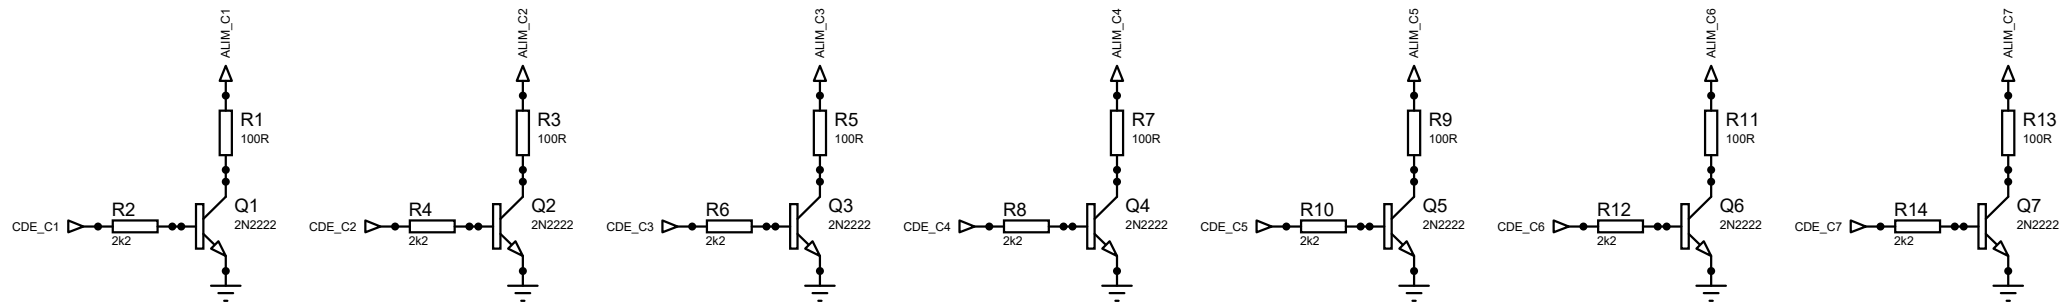 ALIM_C1
R1
100R
Q1
2N2222
R2
2k2
CDE_C1
ALIM_C2
R3
100R
Q2
2N2222
R4
2k2
CDE_C2
ALIM_C3
R5
100R
Q3
2N2222
R6
2k2
CDE_C3
ALIM_C4
R7
100R
Q4
2N2222
R8
2k2
CDE_C4
ALIM_C5
R9
100R
Q5
2N2222
R10
2k2
CDE_C5
ALIM_C6
R11
100R
Q6
2N2222
R12
2k2
CDE_C6
ALIM_C7
R13
100R
Q7
2N2222
R14
2k2
CDE_C7